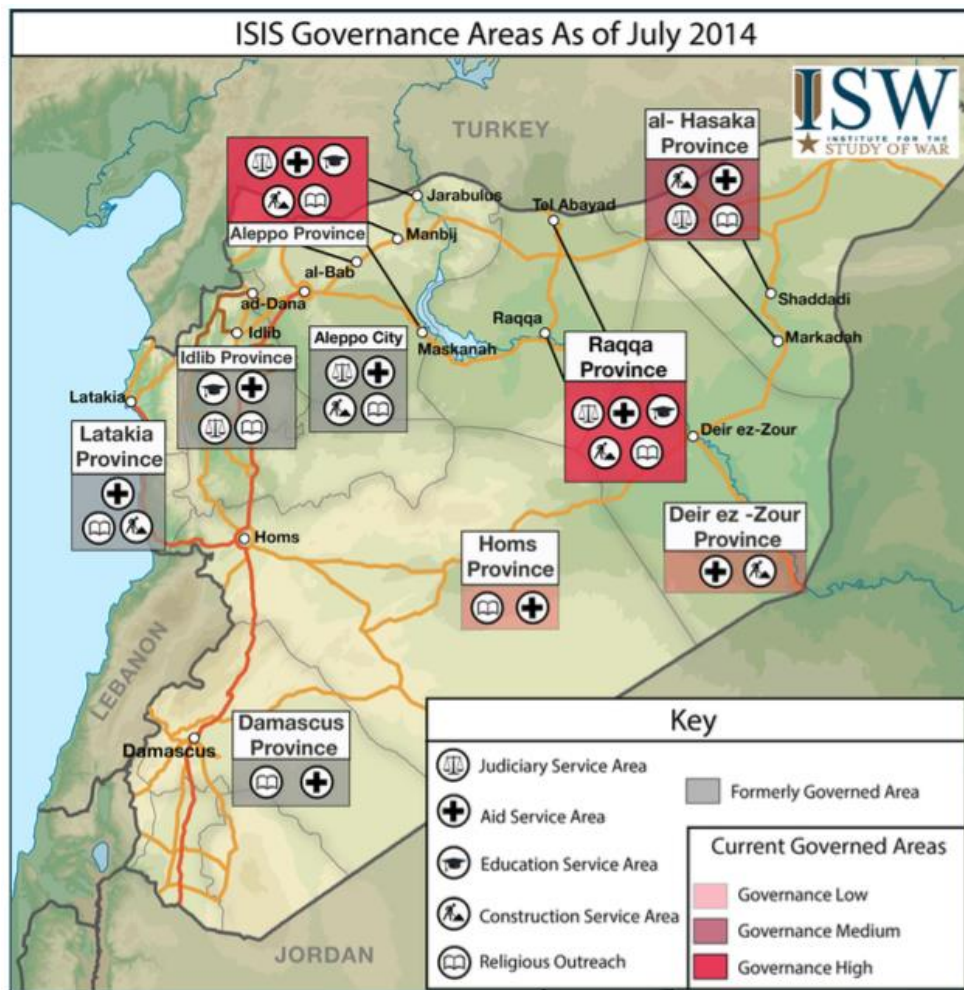 ISIS Governance Areas As of July 2014
ISW
INSTITUTE FOR THE
STUDY OF WAR
TURKEY
al- Hasaka
Province
Jarabulus
Tel Abayad
Aleppo Province
Manbij
al-Bab
ad-Dana
Shaddadi
Idlib
Aleppo City
Maskanah
Raqqa
Markadah
Idlib Province
Raqqa
Province
Latakia
Latakia
Province
Deir ez-Zour
Homs
Homs
Province
Deir ez -Zour
Province
LEBANON
Damascus
Damascus
Province
JORDAN
Key
Judiciary Service Area
Aid Service Area
Education Service Area
Construction Service Area
Religious Outreach
Formerly Governed Area
Current Governed Areas
Governance Low
Governance Medium
Governance High